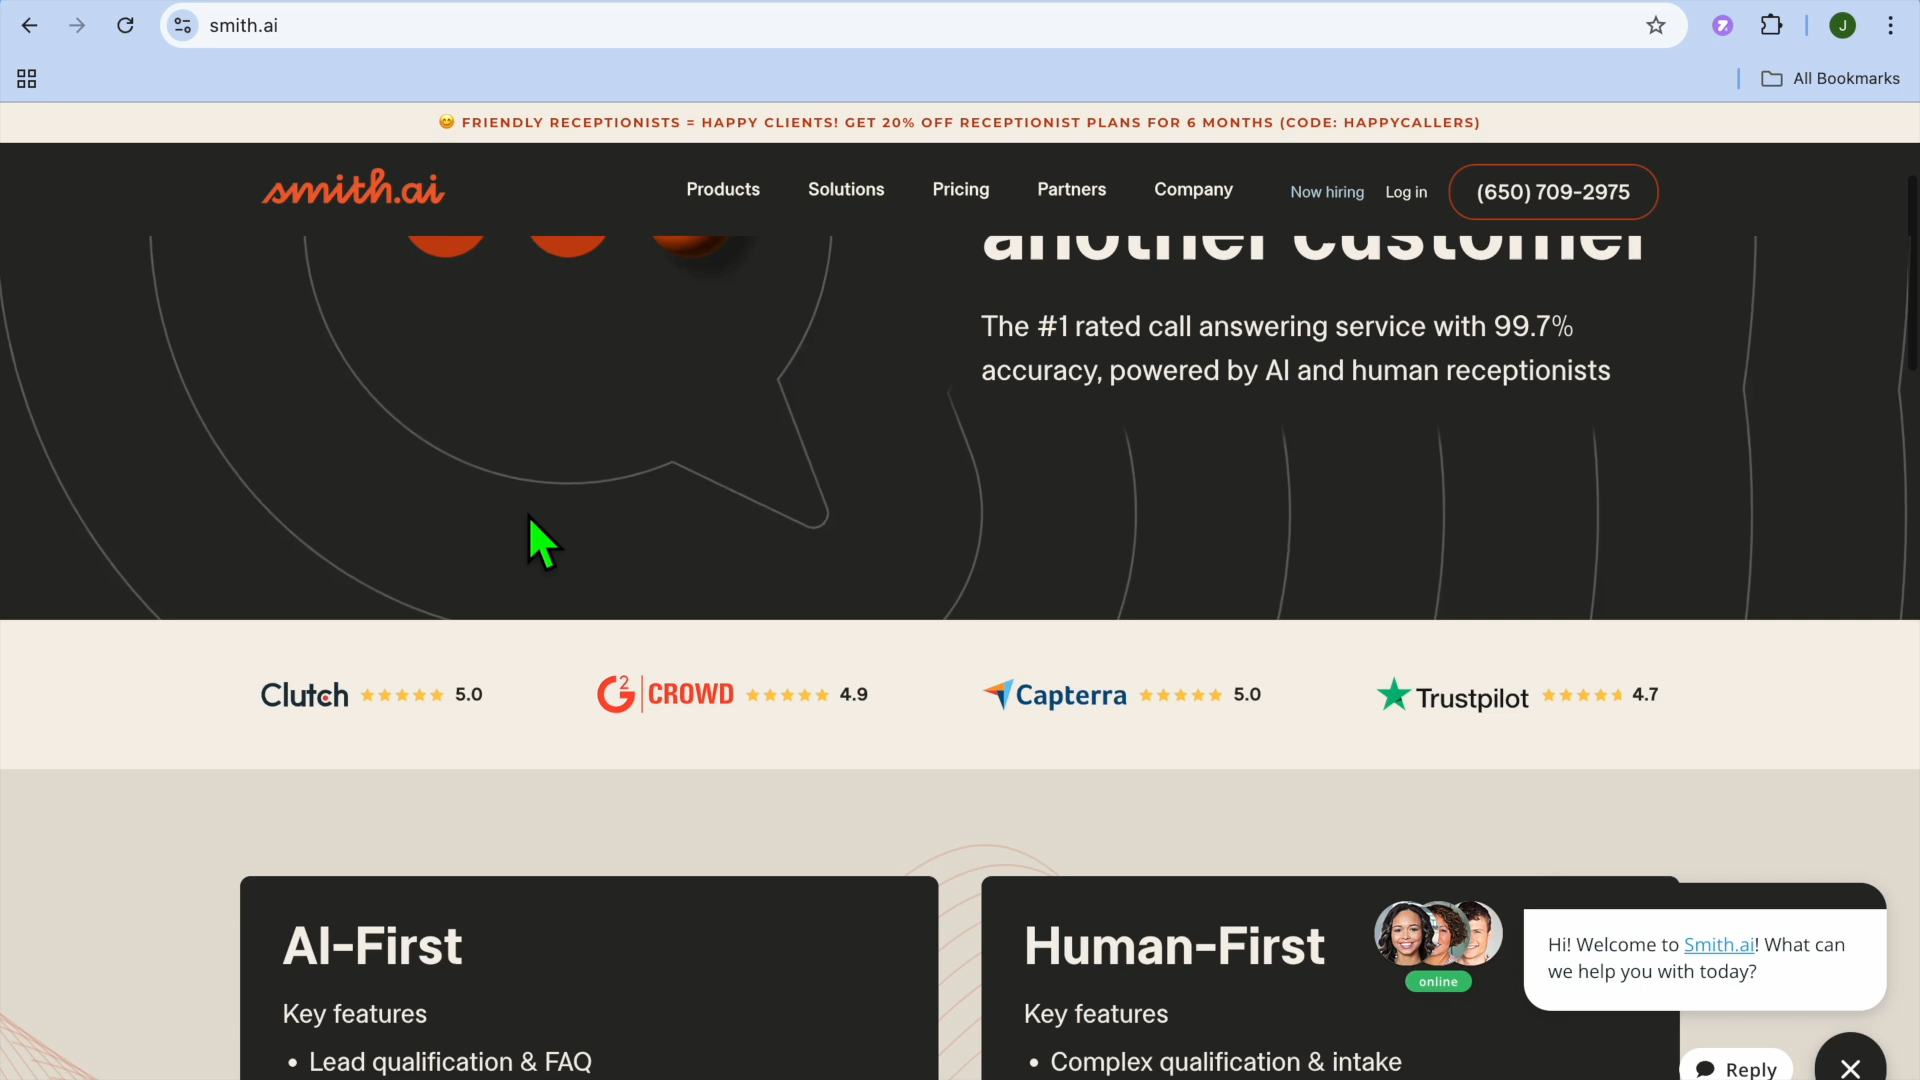 smith.ai
J
All Bookmarks
😊 FRIENDLY RECEPTIONISTS = HAPPY CLIENTS! GET 20% OFF RECEPTIONIST PLANS FOR 6 MONTHS (CODE: HAPPYCALLERS)
smith.ai
Products
Solutions
Pricing
Partners
Company
Now hiring
Log in
(650) 709-2975
another customer
The #1 rated call answering service with 99.7%
accuracy, powered by AI and human receptionists
Clutch 5.0
G2 CROWD 4.9
Capterra 5.0
Trustpilot 4.7
AI-First
Key features
• Lead qualification & FAQ
Human-First
Key features
• Complex qualification & intake
online
Hi! Welcome to Smith.ai! What can
we help you with today?
Reply